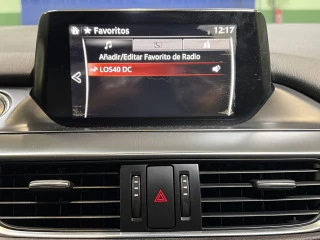 Favoritos
12:17
Añadir/Editar Favorito de Radio
LOS40 DC